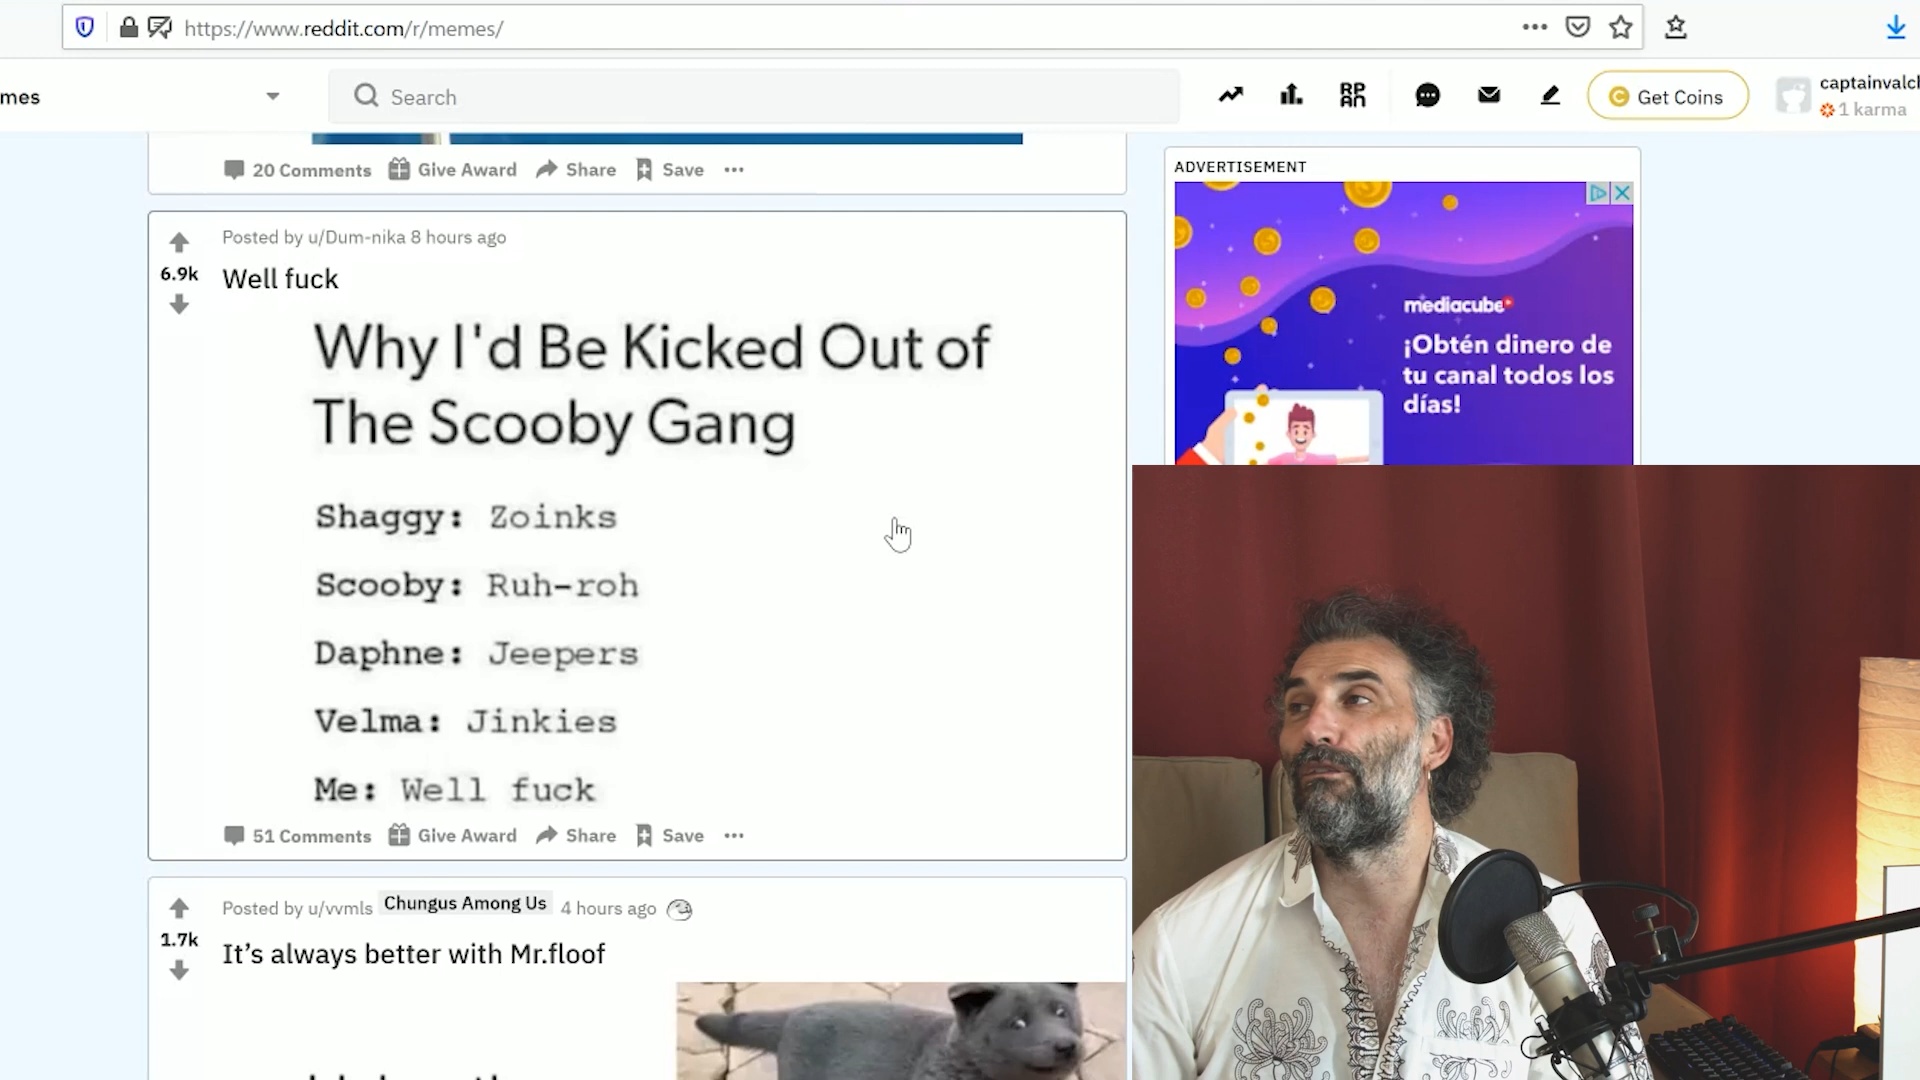 https://www.reddit.com/r/memes/
mes
Search
RPAN
Get Coins
1 karma
20 Comments
Give Award
Share
Save
ADVERTISEMENT
mediacube
¡Obtén dinero de
tu canal todos los
días!
Posted by u/Dum-nika 8 hours ago
6.9k
Well fuck
Why I'd Be Kicked Out of
The Scooby Gang
Shaggy: Zoinks
Scooby: Ruh-roh
Daphne: Jeepers
Velma: Jinkies
Me: Well fuck
51 Comments
Give Award
Share
Save
Posted by u/vvmls Chungus Among Us 4 hours ago
1.7k
It’s always better with Mr.floof